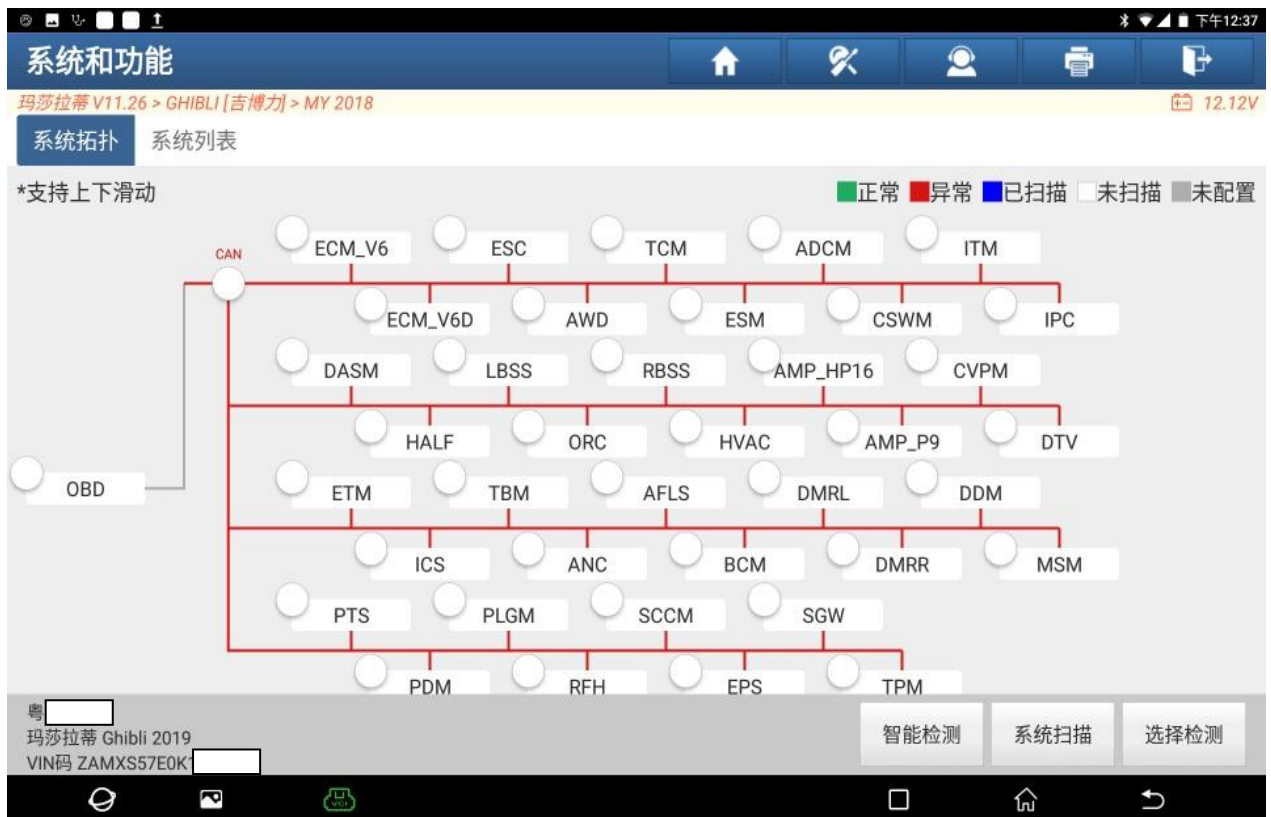 下午12:37
系统和功能
玛莎拉蒂 V11.26 > GHIBLI [吉博力] > MY 2018 12.12V
系统拓扑 系统列表
*支持上下滑动 正常 异常 已扫描 未扫描 未配置
CAN
ECM_V6 ESC TCM ADCM ITM
ECM_V6D AWD ESM CSWM IPC
DASM LBSS RBSS AMP_HP16 CVPM
HALF ORC HVAC AMP_P9 DTV
OBD
ETM TBM AFLS DMRL DDM
ICS ANC BCM DMRR MSM
PTS PLGM SCCM SGW
PDM RFH EPS TPM
粤
玛莎拉蒂 Ghibli 2019
VIN码 ZAMXS57E0K
智能检测 系统扫描 选择检测
VCI